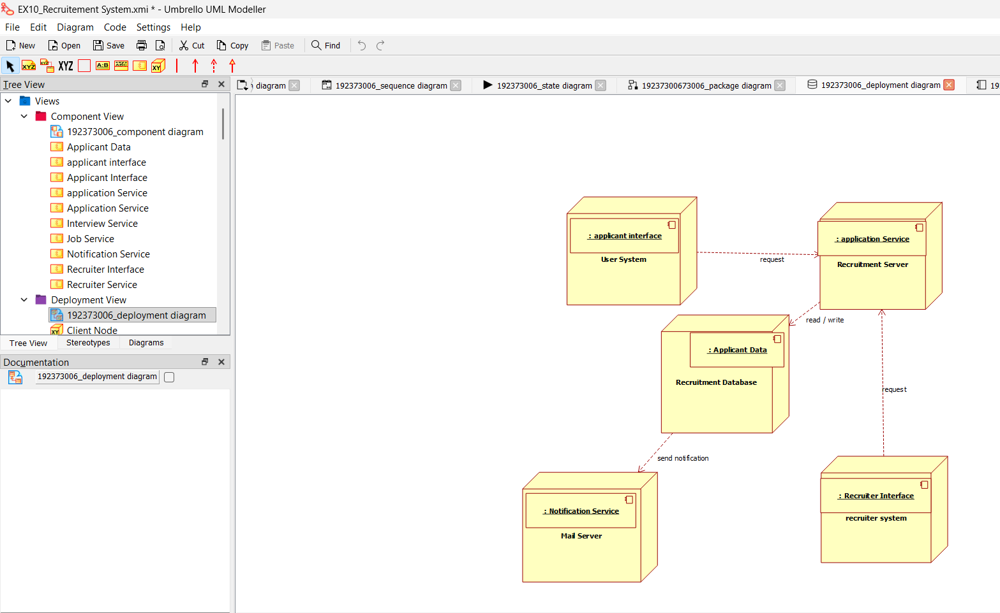 EX10_Recruitement System.xmi * - Umbrello UML Modeller
File Edit Diagram Code Settings Help
New Open Save Cut Copy Paste Find
XYZ XYZ XYZ A:B ABC XY
Tree View
diagram 192373006_sequence diagram 192373006_state diagram 19237300673006_package diagram 192373006_deployment diagram 19
Views
Component View
192373006_component diagram
Applicant Data
applicant interface
Applicant Interface
application Service
Application Service
Interview Service
Job Service
Notification Service
Recruiter Interface
Recruiter Service
Deployment View
192373006_deployment diagram
Client Node
Tree View Stereotypes Diagrams
Documentation
192373006_deployment diagram
: applicant interface
User System
request
: application Service
Recruitment Server
read / write
: Applicant Data
Recruitment Database
request
send notification
: Notification Service
Mail Server
: Recruiter Interface
recruiter system